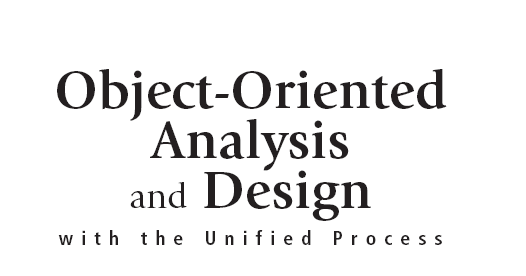 Object-Oriented
Analysis
and Design
with the Unified Process